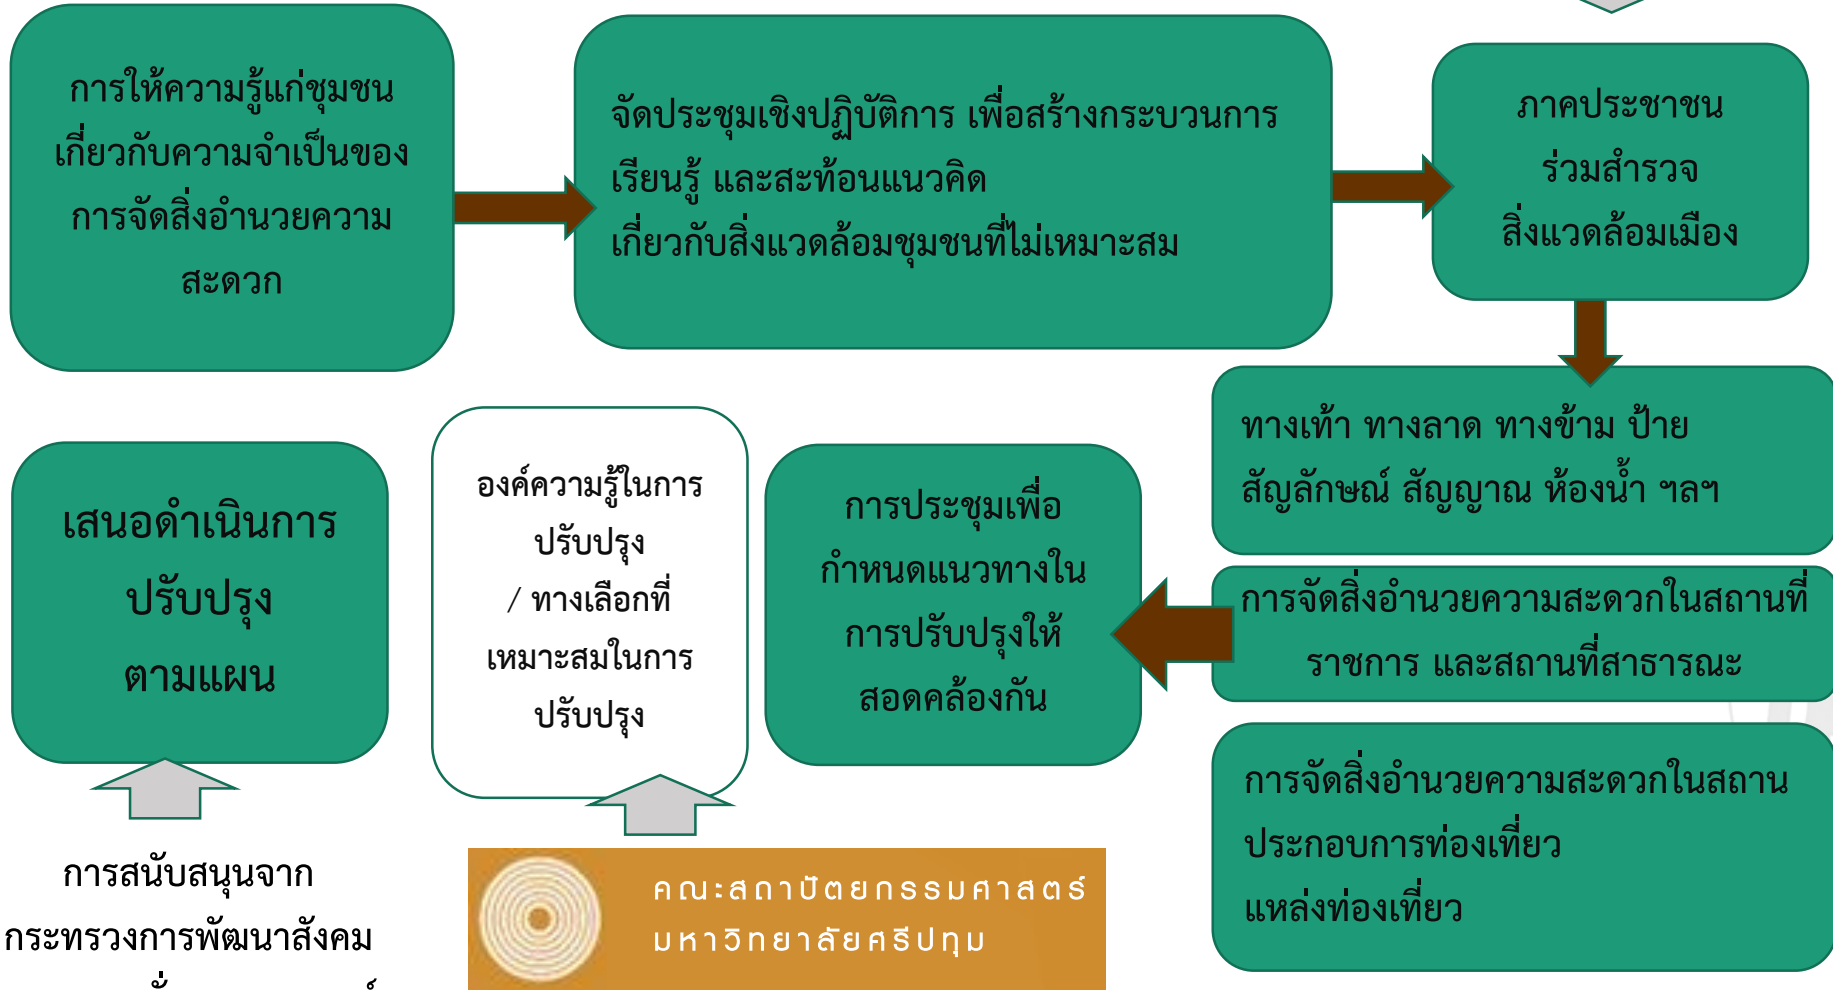 การให้ความรู้แก่ชุมชน
เกี่ยวกับความจำเป็นของ
การจัดสิ่งอำนวยความ
สะดวก
จัดประชุมเชิงปฏิบัติการ เพื่อสร้างกระบวนการ
เรียนรู้ และสะท้อนแนวคิด
เกี่ยวกับสิ่งแวดล้อมชุมชนที่ไม่เหมาะสม
ภาคประชาชน
ร่วมสำรวจ
สิ่งแวดล้อมเมือง
ทางเท้า ทางลาด ทางข้าม ป้าย
สัญลักษณ์ สัญญาณ ห้องน้ำ ฯลฯ
การจัดสิ่งอำนวยความสะดวกในสถานที่
ราชการ และสถานที่สาธารณะ
การจัดสิ่งอำนวยความสะดวกในสถาน
ประกอบการท่องเที่ยว
แหล่งท่องเที่ยว
การประชุมเพื่อ
กำหนดแนวทางใน
การปรับปรุงให้
สอดคล้องกัน
องค์ความรู้ในการ
ปรับปรุง
/ ทางเลือกที่
เหมาะสมในการ
ปรับปรุง
คณะสถาปัตยกรรมศาสตร์
มหาวิทยาลัยศรีปทุม
เสนอดำเนินการ
ปรับปรุง
ตามแผน
การสนับสนุนจาก
กระทรวงการพัฒนาสังคม